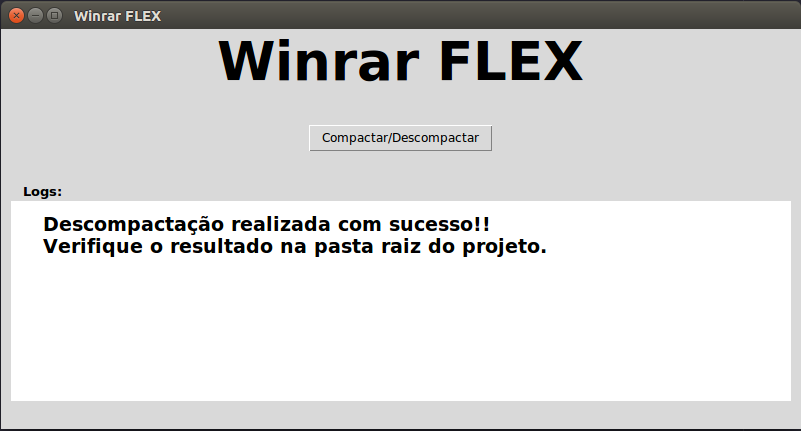 Winrar FLEX
Winrar FLEX
Compactar/Descompactar
Logs:
Descompactação realizada com sucesso!!
Verifique o resultado na pasta raiz do projeto.